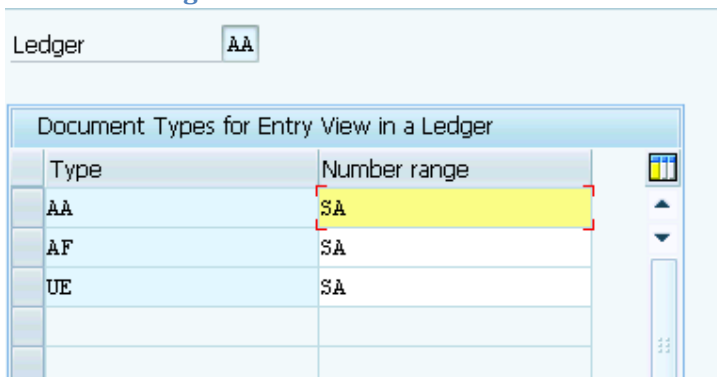 Ledger AA
Document Types for Entry View in a Ledger
Type Number range
AA SA
AF SA
UE SA